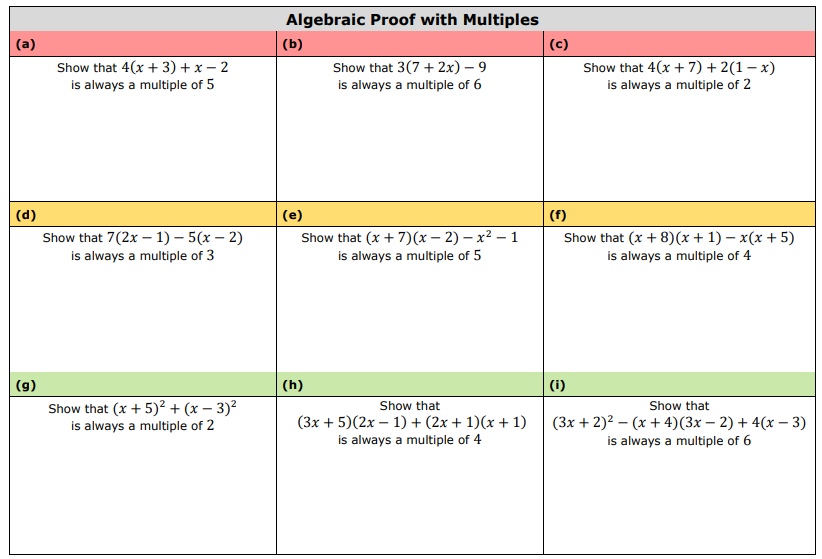 Algebraic Proof with Multiples
(a)
(b)
(c)
Show that 4(x + 3) + x − 2
is always a multiple of 5
Show that 3(7 + 2x) − 9
is always a multiple of 6
Show that 4(x + 7) + 2(1 − x)
is always a multiple of 2
(d)
(e)
(f)
Show that 7(2x − 1) − 5(x − 2)
is always a multiple of 3
Show that (x + 7)(x − 2) − x² − 1
is always a multiple of 5
Show that (x + 8)(x + 1) − x(x + 5)
is always a multiple of 4
(g)
(h)
(i)
Show that (x + 5)² + (x − 3)²
is always a multiple of 2
Show that
(3x + 5)(2x − 1) + (2x + 1)(x + 1)
is always a multiple of 4
Show that
(3x + 2)² − (x + 4)(3x − 2) + 4(x − 3)
is always a multiple of 6